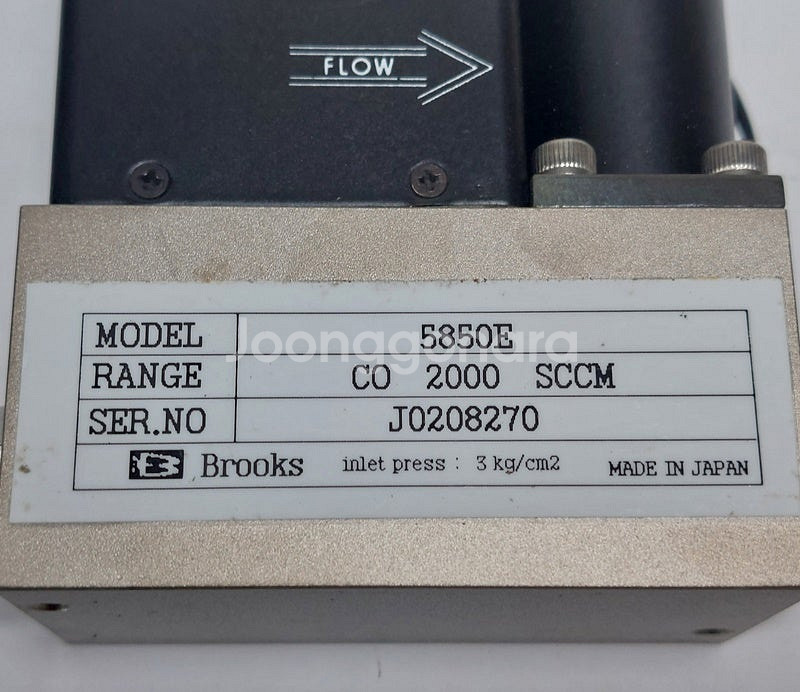 FLOW
MODEL 5850E
Joonggonara
RANGE CO 2000 SCCM
SER.NO J0208270
B Brooks inlet press : 3 kg/cm2 MADE IN JAPAN